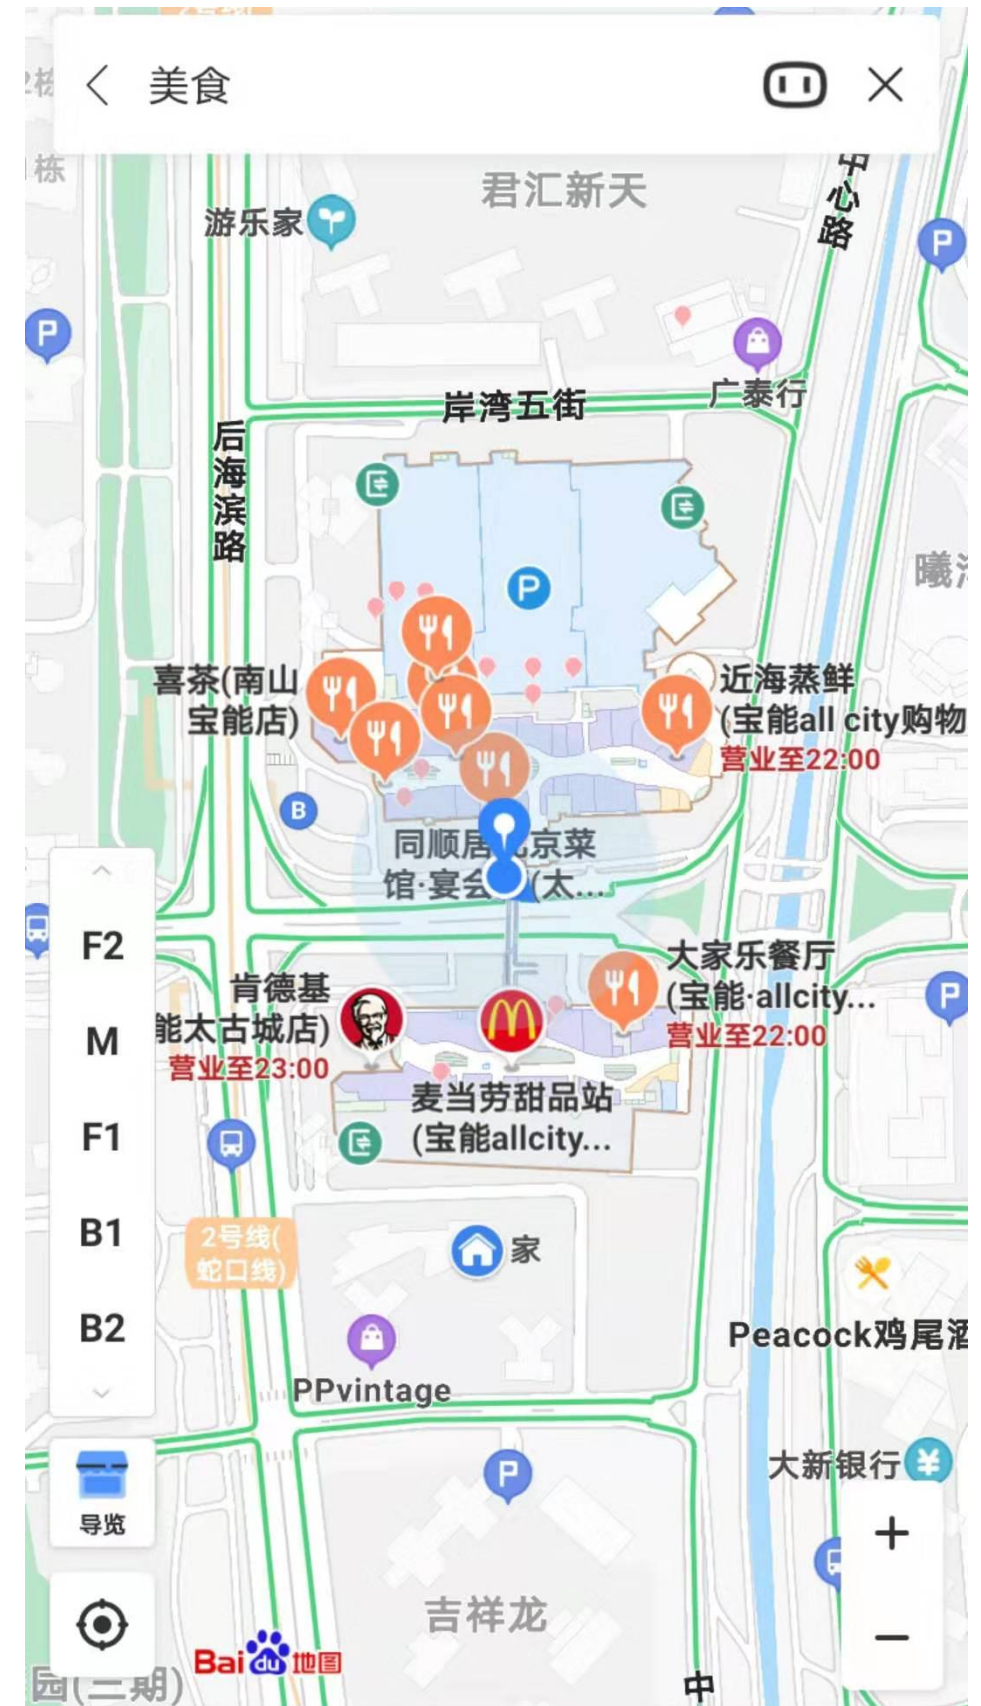 美食
栋
君汇新天
游乐家
中心路
P
P
广泰行
岸湾五街
后海滨路
P
喜茶(南山
宝能店)
近海蒸鲜
(宝能all city购物
营业至22:00
B
同顺居
京菜
馆·宴会
(太...
F2
M
F1
B1
B2
大家乐餐厅
(宝能·allcity...
营业至22:00
P
肯德基
能太古城店)
营业至23:00
麦当劳甜品站
(宝能allcity...
2号线(
蛇口线)
家
Peacock鸡尾酒
PPvintage
大新银行
¥
P
导览
吉祥龙
Bai du 地图
园(三期)
中